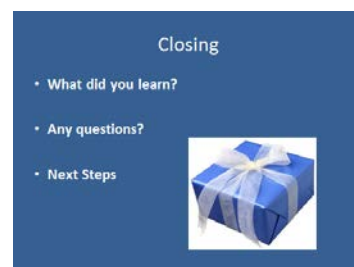 Closing
• What did you learn?
• Any questions?
• Next Steps